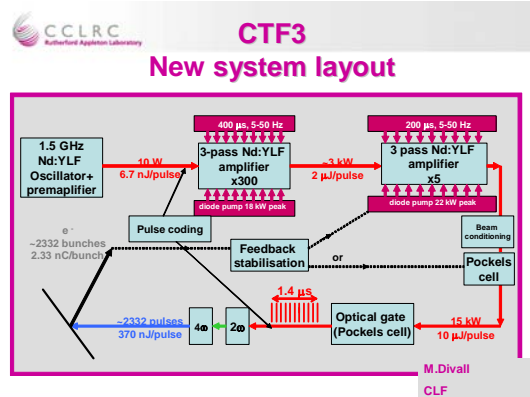 CCLRC
Rutherford Appleton Laboratory
CTF3
New system layout
400 µs, 5-50 Hz
200 µs, 5-50 Hz
1.5 GHz
Nd:YLF
Oscillator+
premaplifier
10 W
6.7 nJ/pulse
3-pass Nd:YLF
amplifier
x300
~3 kW
2 µJ/pulse
3 pass Nd:YLF
amplifier
x5
diode pump 18 kW peak
diode pump 22 kW peak
e -
~2332 bunches
2.33 nC/bunch
Pulse coding
Feedback
stabilisation
or
Beam
conditioning
Pockels
cell
1.4 µs
~2332 pulses
370 nJ/pulse
4ω
2ω
Optical gate
(Pockels cell)
15 kW
10 µJ/pulse
M.Divall
CLF